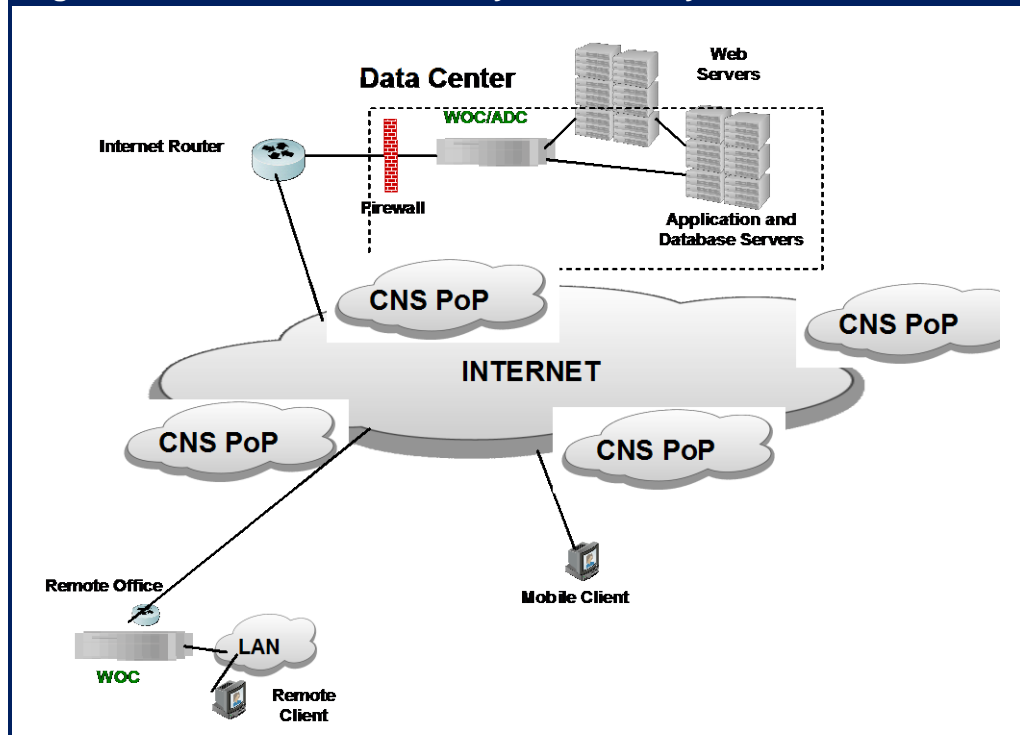 Web
Servers
Data Center
WOC/ADC
Internet Router
Firewall
Application and
Database Servers
CNS PoP
CNS PoP
INTERNET
CNS PoP
CNS PoP
Remote Office
Mobile Client
LAN
WOC
Remote
Client